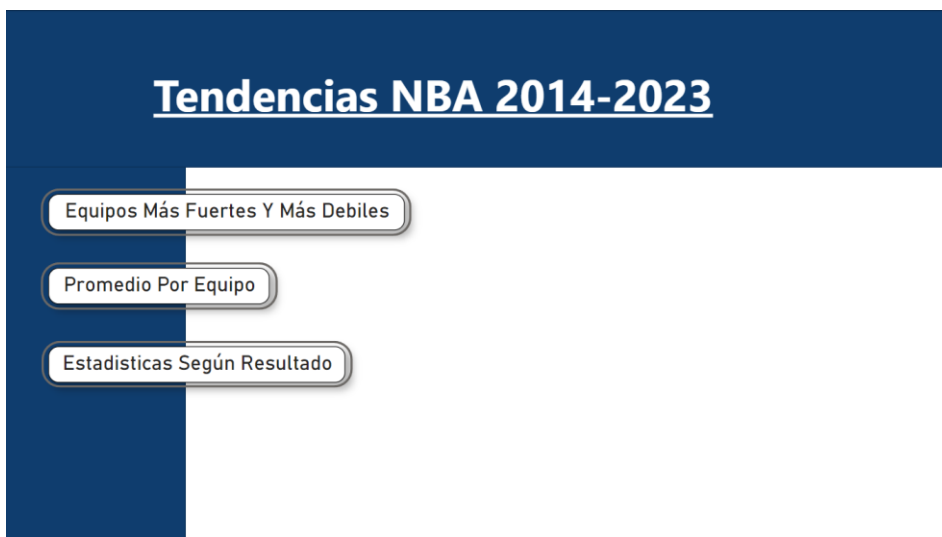 Tendencias NBA 2014-2023
Equipos Más Fuertes Y Más Debiles
Promedio Por Equipo
Estadisticas Según Resultado